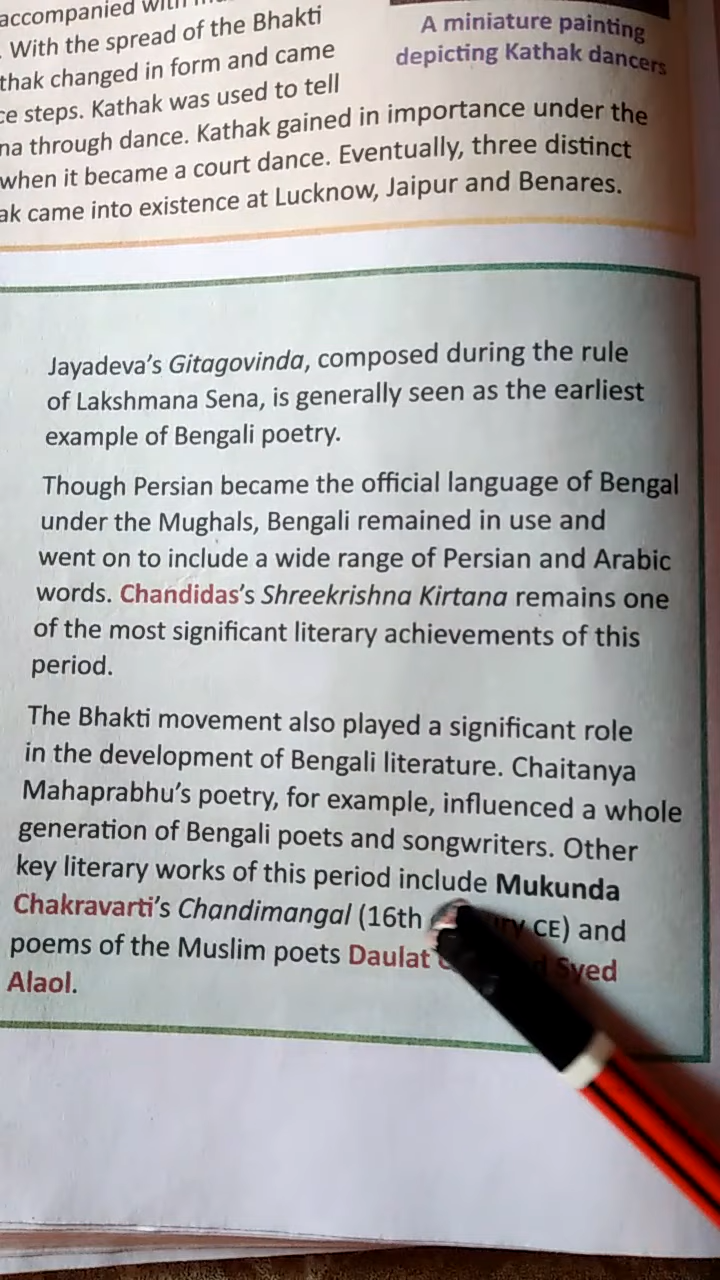 accompanied with
. With the spread of the Bhakti
thak changed in form and came
ce steps. Kathak was used to tell
na through dance. Kathak gained in importance under the
when it became a court dance. Eventually, three distinct
ak came into existence at Lucknow, Jaipur and Benares.
A miniature painting
depicting Kathak dancers
Jayadeva's Gitagovinda, composed during the rule
of Lakshmana Sena, is generally seen as the earliest
example of Bengali poetry.
Though Persian became the official language of Bengal
under the Mughals, Bengali remained in use and
went on to include a wide range of Persian and Arabic
words. Chandidas's Shreekrishna Kirtana remains one
of the most significant literary achievements of this
period.
The Bhakti movement also played a significant role
in the development of Bengali literature. Chaitanya
Mahaprabhu's poetry, for example, influenced a whole
generation of Bengali poets and songwriters. Other
key literary works of this period include Mukunda
Chakravarti's Chandimangal (16th CE) and
poems of the Muslim poets Daulat Syed
Alaol.